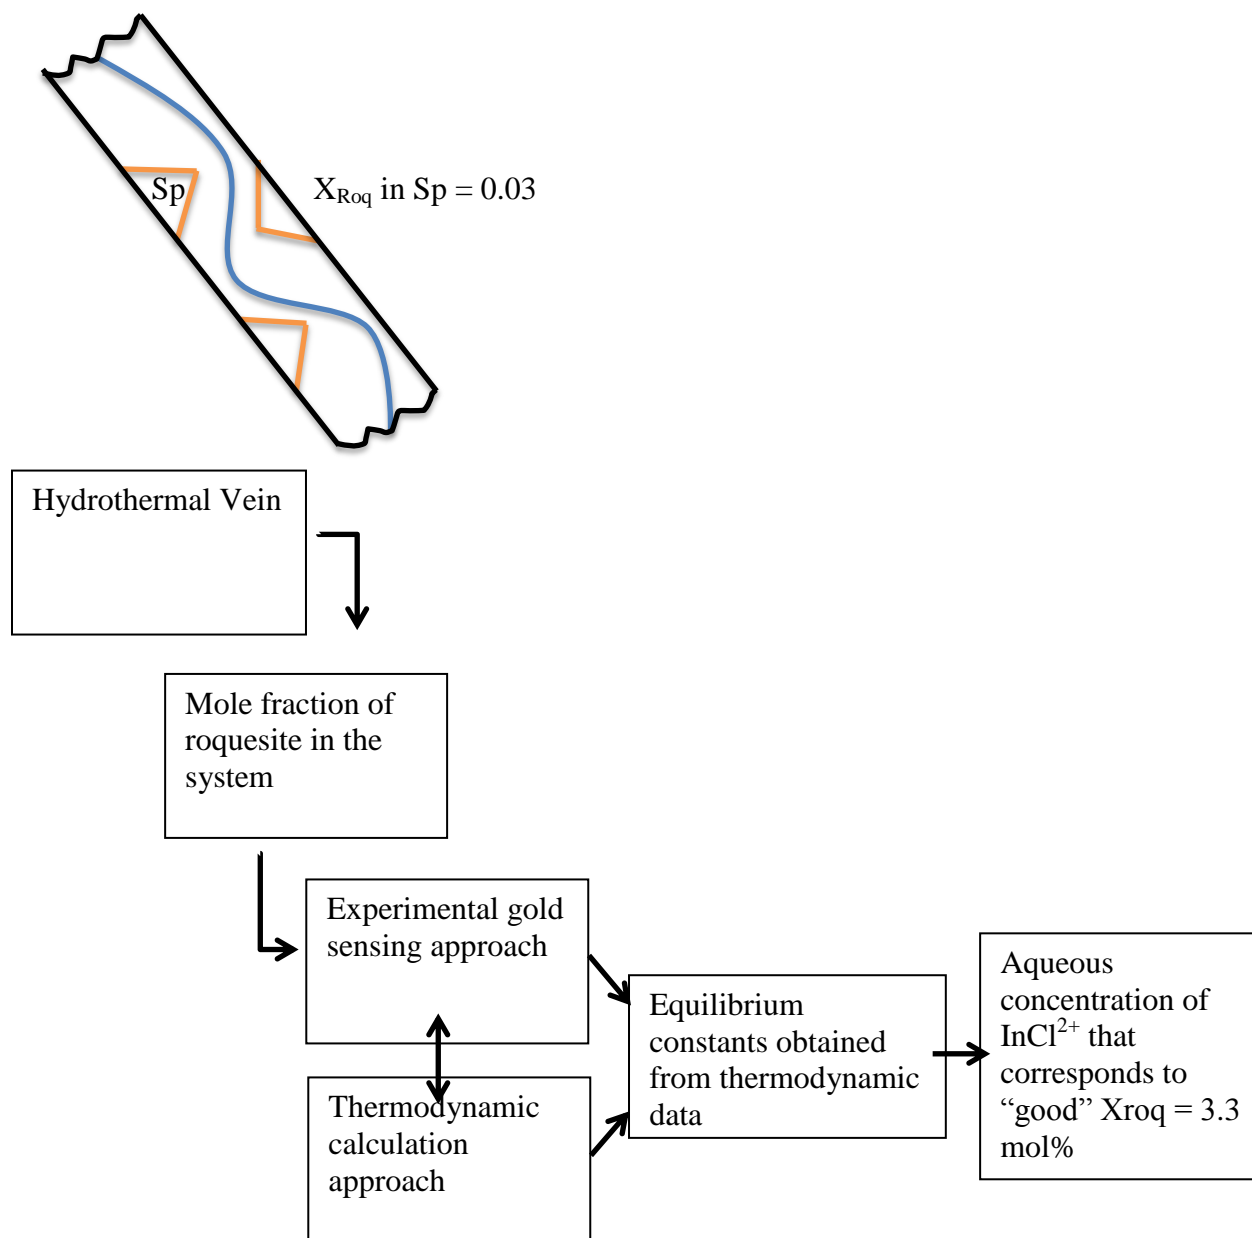 Sp
X_Roq in Sp = 0.03
Hydrothermal Vein
Mole fraction of
roquesite in the
system
Experimental gold
sensing approach
Thermodynamic
calculation
approach
Equilibrium
constants obtained
from thermodynamic
data
Aqueous
concentration of
InCl²⁺ that
corresponds to
“good” Xroq = 3.3
mol%